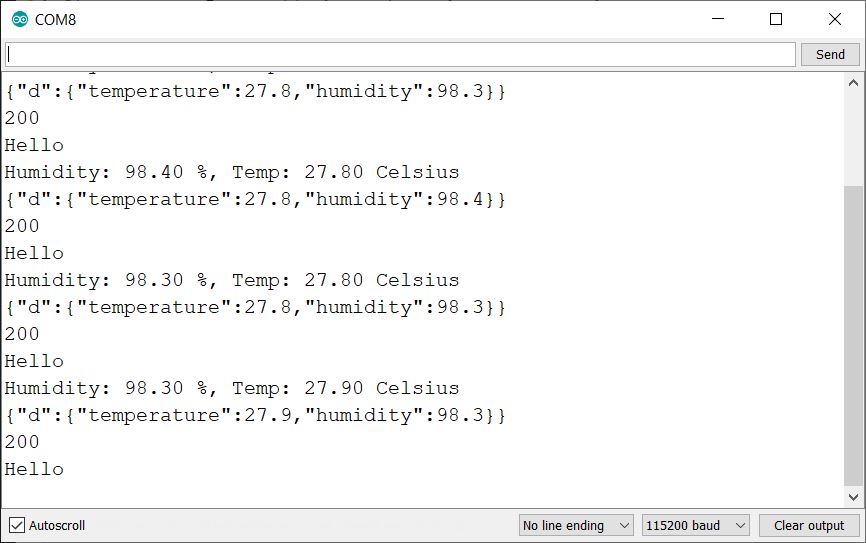 COM8
Send
{"d":{"temperature":27.8,"humidity":98.3}}
200
Hello
Humidity: 98.40 %, Temp: 27.80 Celsius
{"d":{"temperature":27.8,"humidity":98.4}}
200
Hello
Humidity: 98.30 %, Temp: 27.80 Celsius
{"d":{"temperature":27.8,"humidity":98.3}}
200
Hello
Humidity: 98.30 %, Temp: 27.90 Celsius
{"d":{"temperature":27.9,"humidity":98.3}}
200
Hello
Autoscroll No line ending 115200 baud Clear output